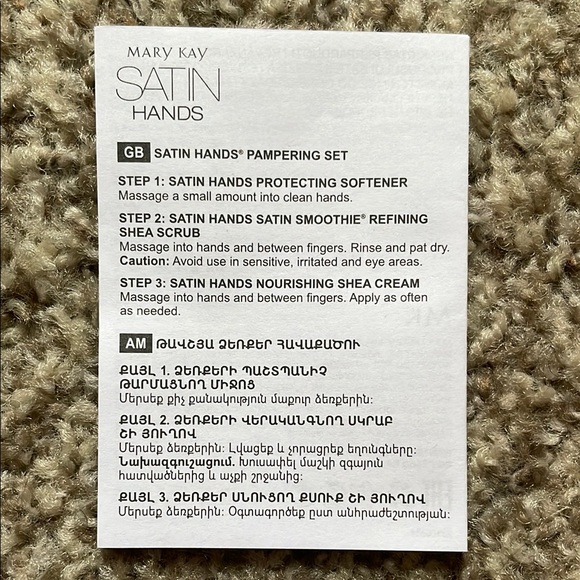 MARY KAY
SATIN
HANDS
GB SATIN HANDS® PAMPERING SET
STEP 1: SATIN HANDS PROTECTING SOFTENER
Massage a small amount into clean hands.
STEP 2: SATIN HANDS SATIN SMOOTHIE® REFINING
SHEA SCRUB
Massage into hands and between fingers. Rinse and pat dry.
Caution: Avoid use in sensitive, irritated and eye areas.
STEP 3: SATIN HANDS NOURISHING SHEA CREAM
Massage into hands and between fingers. Apply as often
as needed.
AM ԹԱՎՇՅԱ ՁԵՌՔԵՐ ՀԱՎԱՔԱԾՈՒ
ՔԱՅԼ 1. ՁԵՌՔԵՐԻ ՊԱՇՏՊԱՆԻՉ
ԹԱՐՄԱՑՆՈՂ ՄԻՋՈՑ
Մերսեք քիչ քանակություն մաքուր ձեռքերին:
ՔԱՅԼ 2. ՁԵՌՔԵՐԻ ՎԵՐԱԿԱՆԳՆՈՂ ՍԿՐԱԲ
ՇԻ ՅՈՒՂՈՎ
Մերսեք ձեռքերին: Լվացեք և չորացրեք եղունգները:
Նախազգուշացում. Խուսափել մաշկի զգայուն
հատվածներից և աչքի շրջանից:
ՔԱՅԼ 3. ՁԵՌՔԵՐ ՍՆՈՒՑՈՂ ՔՍՈՒՔ ՇԻ ՅՈՒՂՈՎ
Մերսեք ձեռքերին: Օգտագործեք ըստ անհրաժեշտության: